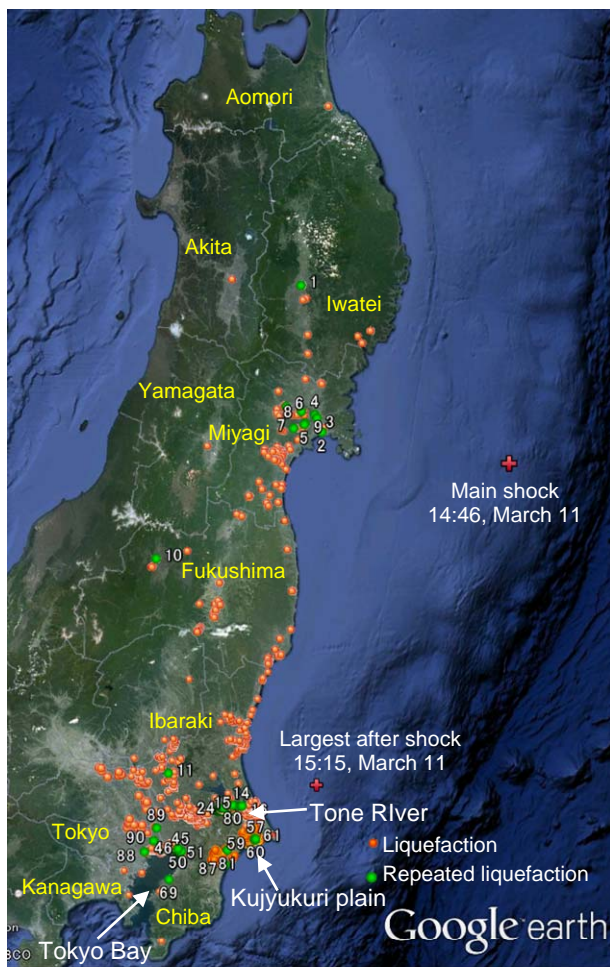 Aomori
Akita
1
Iwatei
Yamagata
6
4
8
7
9
3
Miyagi
5
2
Main shock
14:46, March 11
10
Fukushima
Ibaraki
Largest after shock
15:15, March 11
11
14
24
15
Tone RIver
89
80
57
Tokyo
45
59
61
Liquefaction
90
46
51
60
88
50
87
81
Repeated liquefaction
Kanagawa
69
Kujyukuri plain
Chiba
Google earth
Tokyo Bay